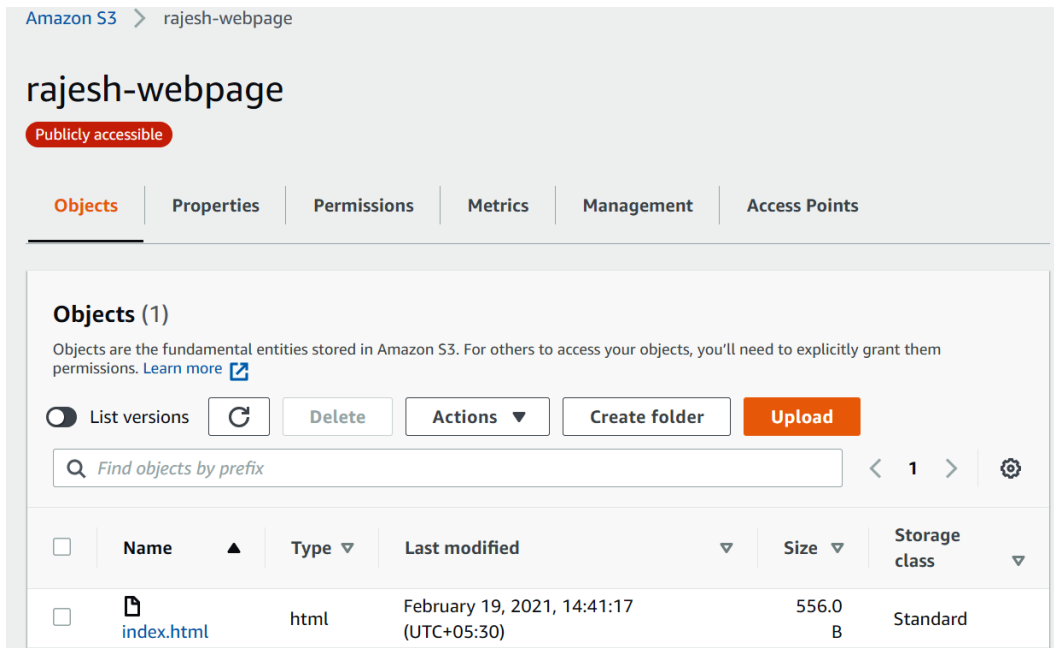 Amazon S3 > rajesh-webpage
rajesh-webpage
Publicly accessible
Objects Properties Permissions Metrics Management Access Points
Objects (1)
Objects are the fundamental entities stored in Amazon S3. For others to access your objects, you'll need to explicitly grant them
permissions. Learn more
List versions Delete Actions Create folder Upload
Find objects by prefix 1
Name Type Last modified Size Storage
class
February 19, 2021, 14:41:17 556.0
index.html html (UTC+05:30) B Standard